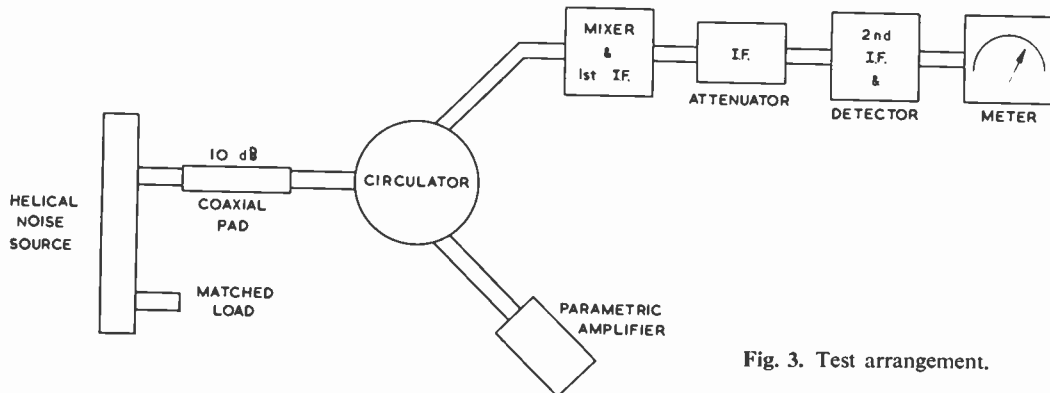 HELICAL
NOISE
SOURCE
10 dB
COAXIAL
PAD
MATCHED
LOAD
CIRCULATOR
PARAMETRIC
AMPLIFIER
MIXER
&
1st I.F.
I.F.
ATTENUATOR
2nd
I.F.
&
DETECTOR
METER
Fig. 3. Test arrangement.